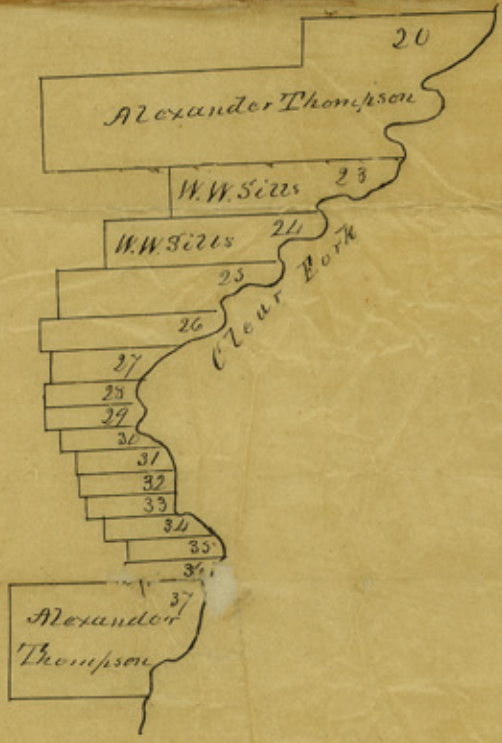 20
Alexander Thompson
W.W. Sills 23
W.W. Sills 24
25
Clear Fork
26
27
28
29
30
31
32
33
34
35
36
37
Alexander
Thompson